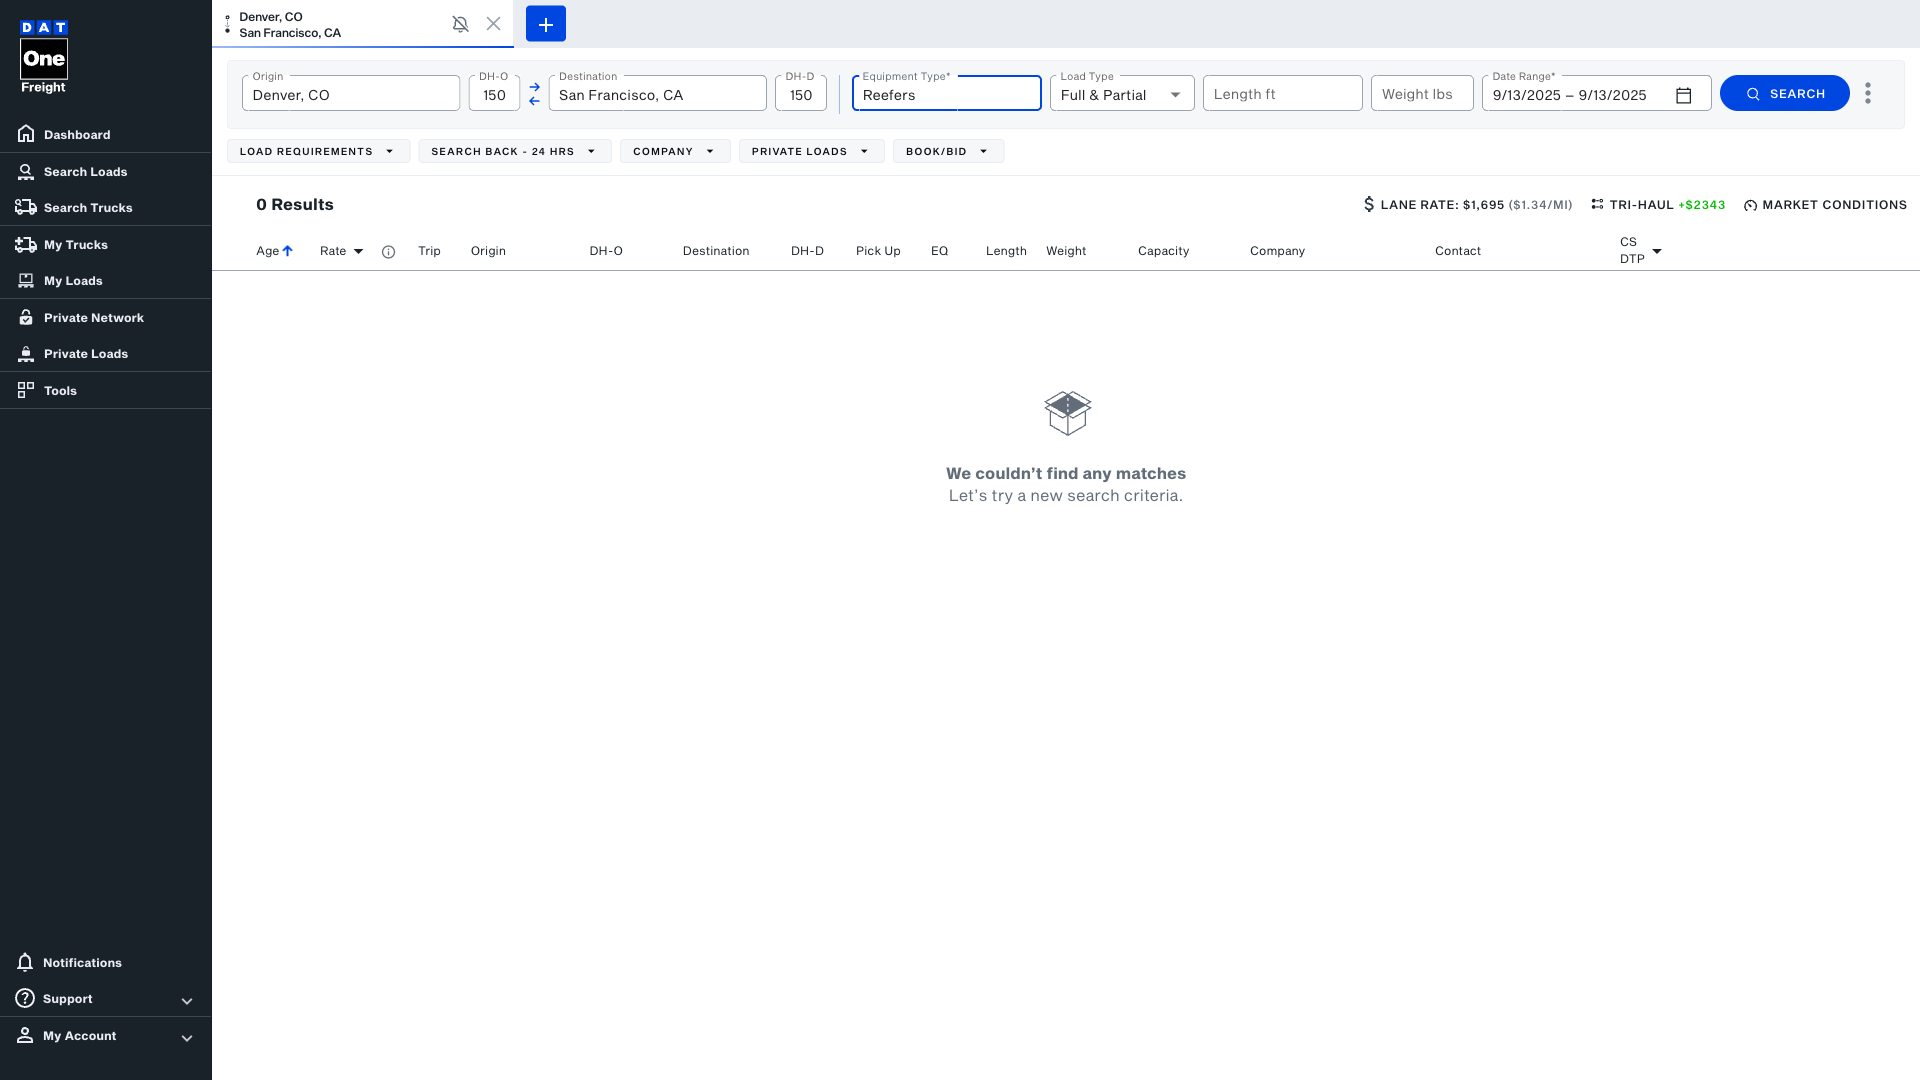 DAT
One
Freight
Dashboard
Search Loads
Search Trucks
My Trucks
My Loads
Private Network
Private Loads
Tools
Notifications
Support
My Account
Denver, CO
San Francisco, CA
Origin
Denver, CO
DH-O
150
Destination
San Francisco, CA
DH-D
150
Equipment Type*
Reefers
Load Type
Full & Partial
Length ft
Weight lbs
Date Range*
9/13/2025 – 9/13/2025
SEARCH
LOAD REQUIREMENTS
SEARCH BACK - 24 HRS
COMPANY
PRIVATE LOADS
BOOK/BID
0 Results
LANE RATE: $1,695 ($1.34/MI)
TRI-HAUL +$2343
MARKET CONDITIONS
Age
Rate
Trip
Origin
DH-O
Destination
DH-D
Pick Up
EQ
Length
Weight
Capacity
Company
Contact
CS
DTP
We couldn’t find any matches
Let’s try a new search criteria.